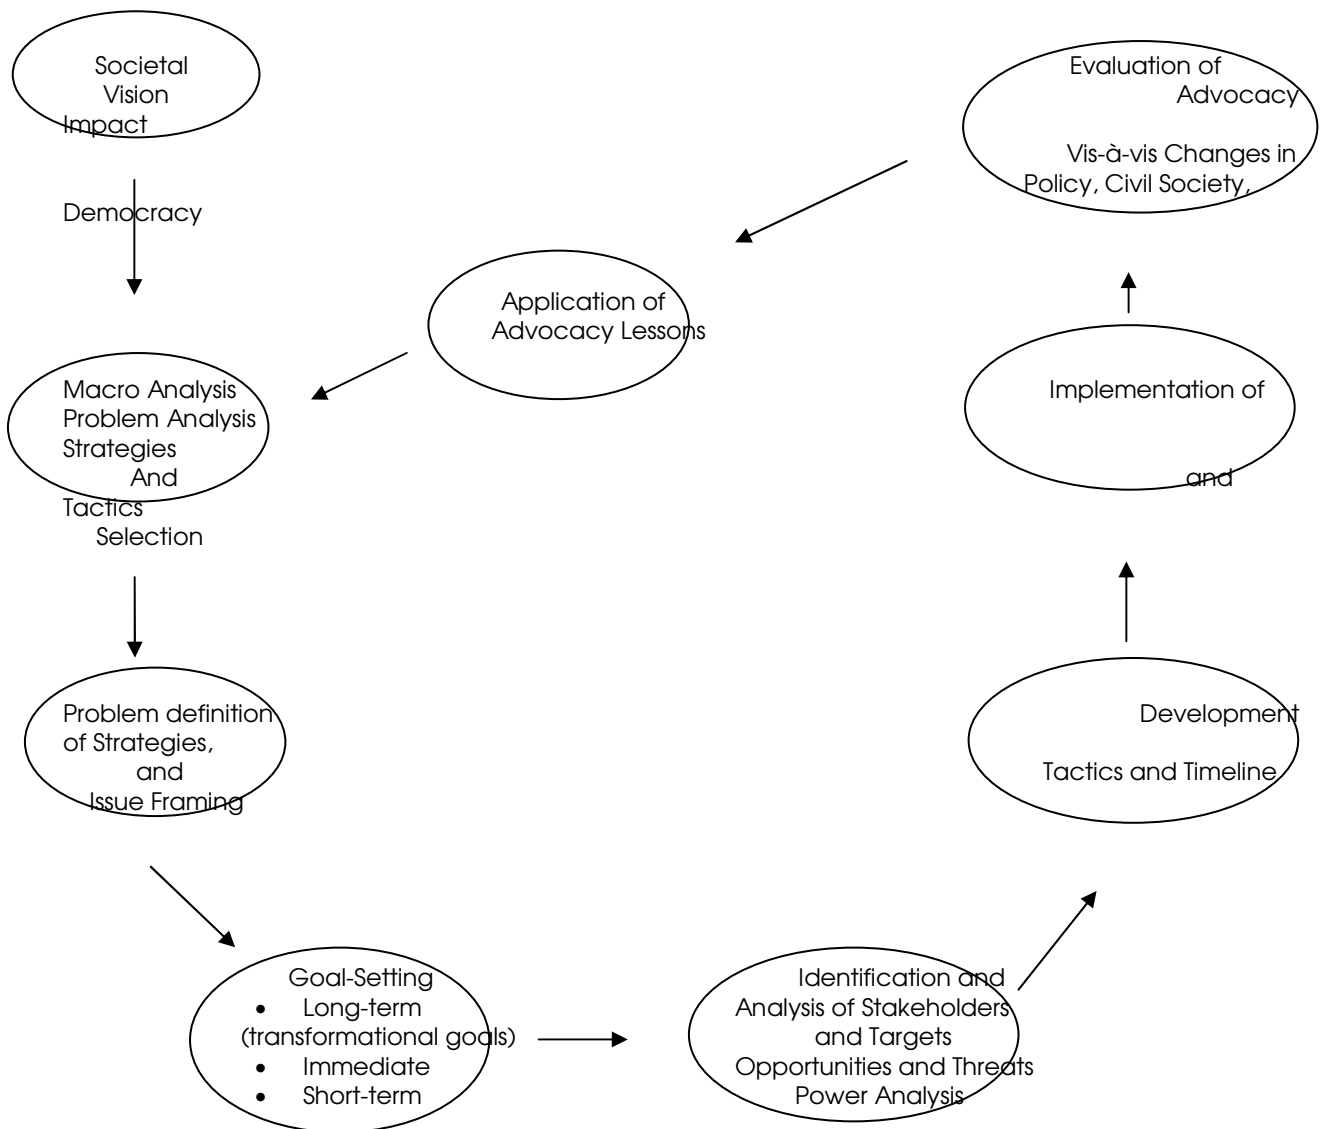 Societal
Vision
Impact
Democracy
Macro Analysis
Problem Analysis
Strategies
And
Tactics
Selection
Problem definition
of Strategies,
and
Issue Framing
Goal-Setting
• Long-term
(transformational goals)
• Immediate
• Short-term
Identification and
Analysis of Stakeholders
and Targets
Opportunities and Threats
Power Analysis
Development
Tactics and Timeline
Implementation of
and
Evaluation of
Advocacy
Vis-à-vis Changes in
Policy, Civil Society,
Application of
Advocacy Lessons